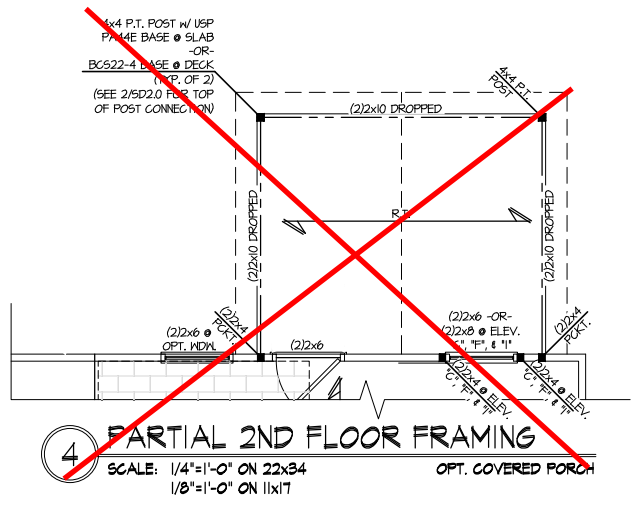 4x4 P.T. POST w/ USP
PA44E BASE @ SLAB
-OR-
BCS22-4 BASE @ DECK
(TYP. OF 2)
(SEE 2/SD2.0 FOR TOP
OF POST CONNECTION)
4x4 P.T.
POST
(2)2x10 DROPPED
(2)2x10 DROPPED
(2)2x10 DROPPED
R.T.
(2)2x4
PCKT.
(2)2x6 @
OPT. WDW.
(2)2x6
(2)2x6 -OR-
(2)2x8 @ ELEV.
"F", & "I"
(2)2x4
PCKT.
(2)2x4 @ ELEV.
"C", "F", & "I"
(2)2x4 @ ELEV.
"C", "F", & "I"
4
PARTIAL 2ND FLOOR FRAMING
SCALE: 1/4"=1'-0" ON 22x34
1/8"=1'-0" ON 11x17
OPT. COVERED PORCH